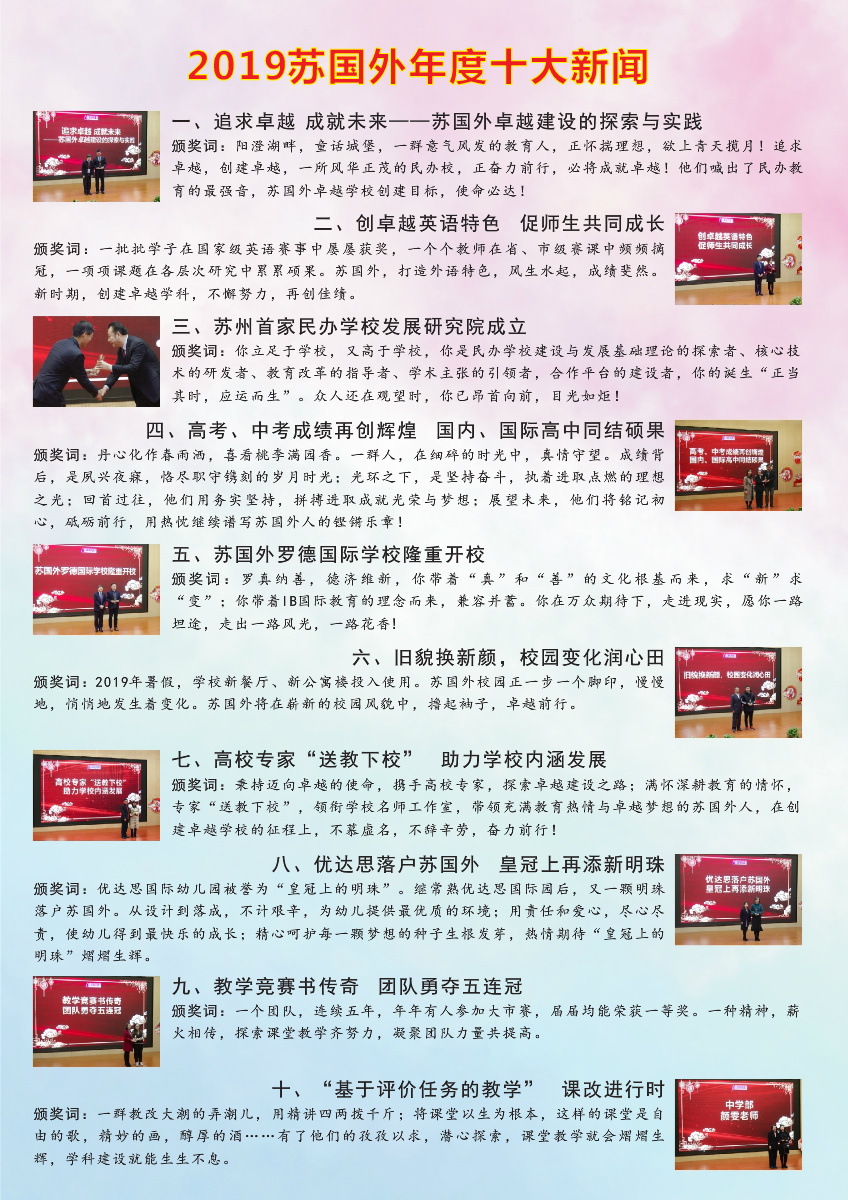 2019苏国外年度十大新闻
追求卓越 成就未来
——苏国外卓越建设的探索与实践
一、追求卓越 成就未来——苏国外卓越建设的探索与实践
颁奖词：阳澄湖畔，童话城堡，一群意气风发的教育人，正怀揣理想，欲上青天揽月！追求
卓越，创建卓越，一所风华正茂的民办校，正奋力前行，必将成就卓越！他们喊出了民办教
育的最强音，苏国外卓越学校创建目标，使命必达！
二、创卓越英语特色 促师生共同成长
颁奖词：一批批学子在国家级英语赛事中屡屡获奖，一个个教师在省、市级赛课中频频摘
冠，一项项课题在各层次研究中累累硕果。苏国外，打造外语特色，风生水起，成绩斐然。
新时期，创建卓越学科，不懈努力，再创佳绩。
创卓越英语特色
促师生共同成长
三、苏州首家民办学校发展研究院成立
颁奖词：你立足于学校，又高于学校，你是民办学校建设与发展基础理论的探索者、核心技
术的研发者、教育改革的指导者、学术主张的引领者，合作平台的建设者，你的诞生“正当
其时，应运而生”。众人还在观望时，你已昂首向前，目光如炬！
四、高考、中考成绩再创辉煌 国内、国际高中同结硕果
颁奖词：丹心化作春雨洒，喜看桃李满园香。一群人，在细碎的时光中，真情守望。成绩背
后，是夙兴夜寐，恪尽职守镌刻的岁月时光；光环之下，是坚持奋斗，执着进取点燃的理想
之光；回首过往，他们用务实坚持，拼搏进取成就光荣与梦想；展望未来，他们将铭记初
心，砥砺前行，用热忱继续谱写苏国外人的铿锵乐章！
高考、中考成绩再创辉煌
国内、国际高中同结硕果
苏国外罗德国际学校隆重开校
五、苏国外罗德国际学校隆重开校
颁奖词：罗真纳善，德济维新，你带着“真”和“善”的文化根基而来，求“新”求
“变”；你带着IB国际教育的理念而来，兼容并蓄。你在万众期待下，走进现实，愿你一路
坦途，走出一路风光，一路花香！
六、旧貌换新颜，校园变化润心田
颁奖词：2019年暑假，学校新餐厅、新公寓楼投入使用。苏国外校园正一步一个脚印，慢慢
地，悄悄地发生着变化。苏国外将在崭新的校园风貌中，撸起袖子，卓越前行。
旧貌换新颜，校园变化润心田
高校专家“送教下校”
助力学校内涵发展
七、高校专家“送教下校” 助力学校内涵发展
颁奖词：秉持迈向卓越的使命，携手高校专家，探索卓越建设之路；满怀深耕教育的情怀，
专家“送教下校”，领衔学校名师工作室，带领充满教育热情与卓越梦想的苏国外人，在创
建卓越学校的征程上，不慕虚名，不辞辛劳，奋力前行！
八、优达思落户苏国外 皇冠上再添新明珠
颁奖词：优达思国际幼儿园被誉为“皇冠上的明珠”。继常熟优达思国际园后，又一颗明珠
落户苏国外。从设计到落成，不计艰辛，为幼儿提供最优质的环境；用责任和爱心，尽心尽
责，使幼儿得到最快乐的成长；精心呵护每一颗梦想的种子生根发芽，热情期待“皇冠上的
明珠”熠熠生辉。
优达思落户苏国外
皇冠上再添新明珠
教学竞赛书传奇
团队勇夺五连冠
九、教学竞赛书传奇 团队勇夺五连冠
颁奖词：一个团队，连续五年，年年有人参加大市赛，届届均能荣获一等奖。一种精神，薪
火相传，探索课堂教学齐努力，凝聚团队力量共提高。
十、“基于评价任务的教学” 课改进行时
颁奖词：一群教改大潮的弄潮儿，用精讲四两拨千斤；将课堂以生为根本，这样的课堂是自
由的歌，精妙的画，醇厚的酒……有了他们的孜孜以求，潜心探索，课堂教学就会熠熠生
辉，学科建设就能生生不息。
中学部
颜雯老师